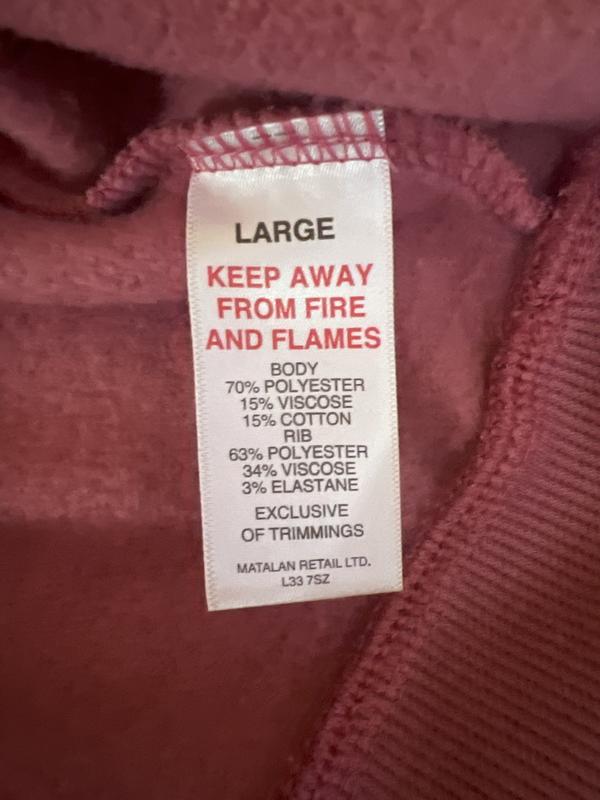 LARGE
KEEP AWAY
FROM FIRE
AND FLAMES
BODY
70% POLYESTER
15% VISCOSE
15% COTTON
RIB
63% POLYESTER
34% VISCOSE
3% ELASTANE
EXCLUSIVE
OF TRIMMINGS
MATALAN RETAIL LTD.
L33 7SZ